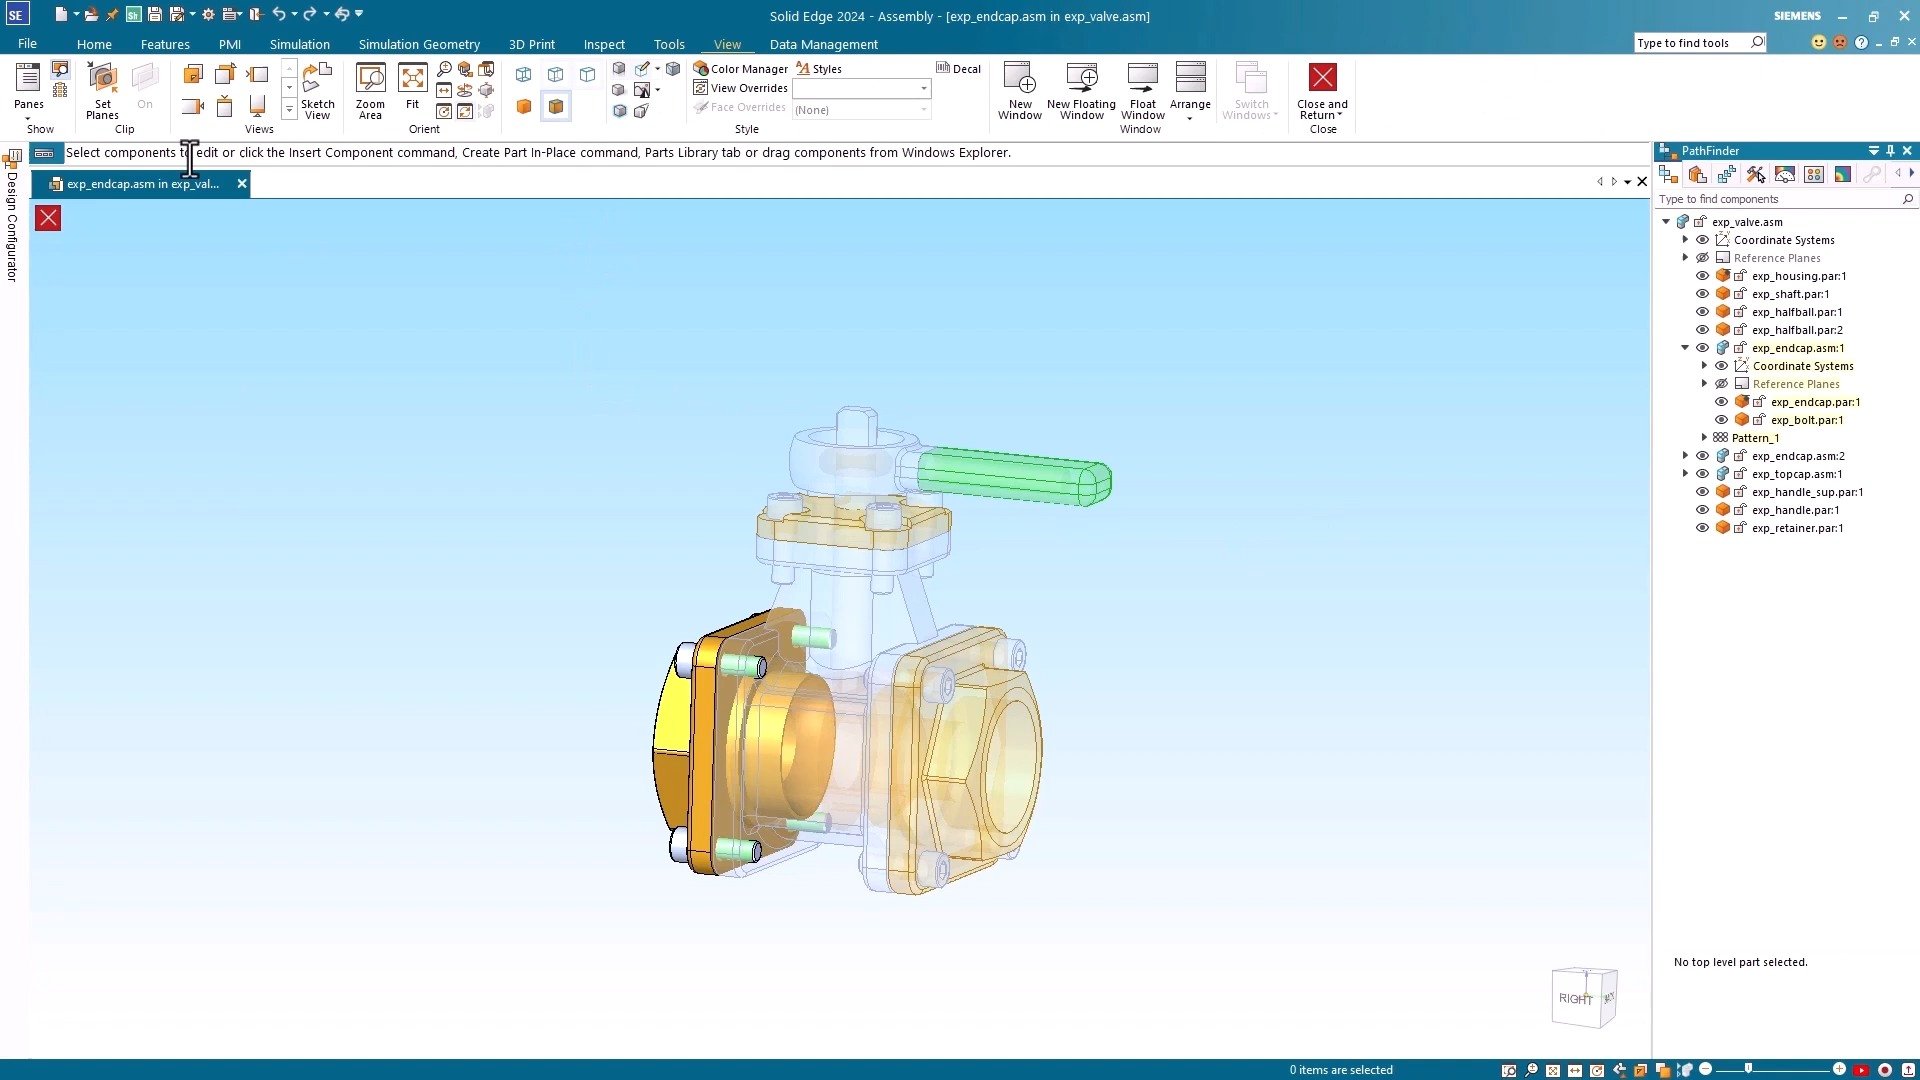 SE
Sh
Solid Edge 2024 - Assembly - [exp_endcap.asm in exp_valve.asm]
SIEMENS
File
Home
Features
PMI
Simulation
Simulation Geometry
3D Print
Inspect
Tools
View
Data Management
Type to find tools
Panes
Show
Set Planes
On
Clip
Views
Sketch View
Zoom Area
Fit
Orient
Color Manager
Styles
Decal
View Overrides
Face Overrides
(None)
Style
New Window
New Floating Window
Float Window
Arrange
Switch Windows
Window
Close and Return
Close
Select components to edit or click the Insert Component command, Create Part In-Place command, Parts Library tab or drag components from Windows Explorer.
exp_endcap.asm in exp_val...
Design Configurator
PathFinder
Type to find components
exp_valve.asm
Coordinate Systems
Reference Planes
exp_housing.par:1
exp_shaft.par:1
exp_halfball.par:1
exp_halfball.par:2
exp_endcap.asm:1
Coordinate Systems
Reference Planes
exp_endcap.par:1
exp_bolt.par:1
Pattern_1
exp_endcap.asm:2
exp_topcap.asm:1
exp_handle_sup.par:1
exp_handle.par:1
exp_retainer.par:1
No top level part selected.
RIGHT
0 items are selected